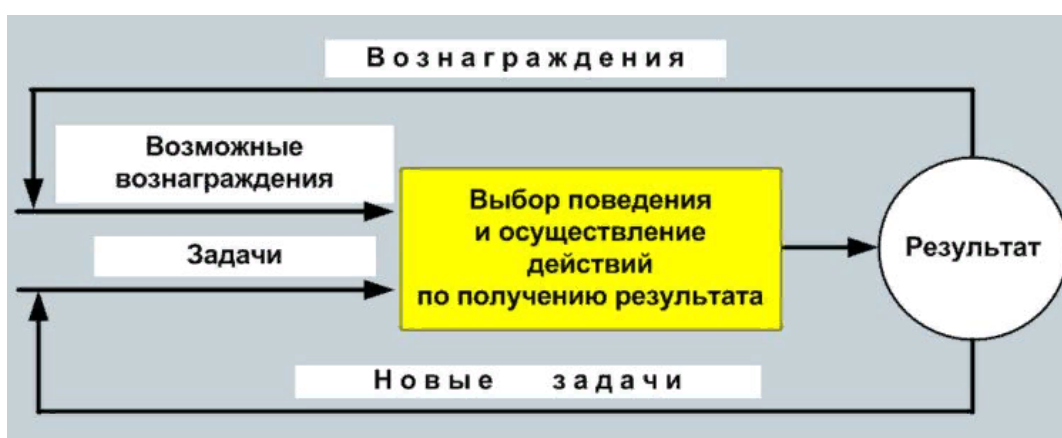 Вознаграждения
Возможные
вознаграждения
Задачи
Выбор поведения
и осуществление
действий
по получению результата
Результат
Новые задачи